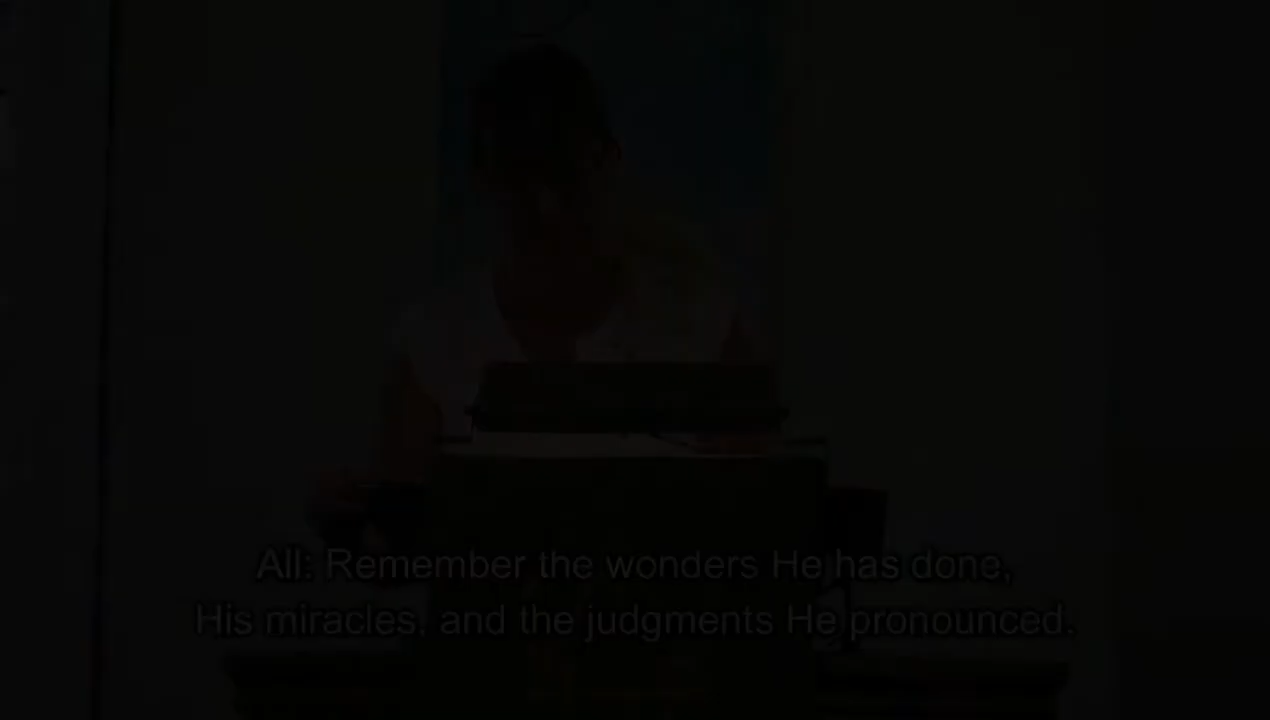 All: Remember the wonders He has done,
His miracles, and the judgments He pronounced.